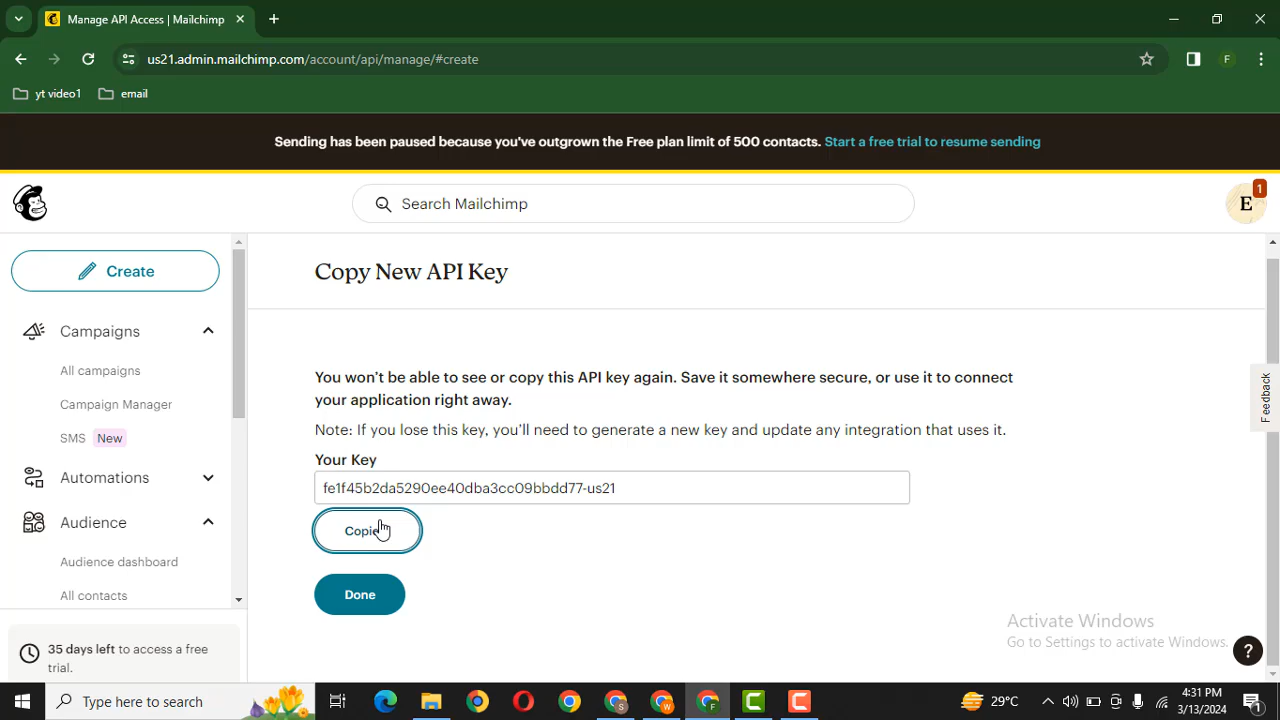 Manage API Access | Mailchimp
us21.admin.mailchimp.com/account/api/manage/#create
F
yt video1
email
Sending has been paused because you've outgrown the Free plan limit of 500 contacts. Start a free trial to resume sending
Search Mailchimp
E
1
Create
Campaigns
All campaigns
Campaign Manager
SMS New
Automations
Audience
Audience dashboard
All contacts
35 days left to access a free
trial.
Copy New API Key
You won't be able to see or copy this API key again. Save it somewhere secure, or use it to connect
your application right away.
Note: If you lose this key, you'll need to generate a new key and update any integration that uses it.
Your Key
fe1f45b2da5290ee40dba3cc09bbdd77-us21
Done
Feedback
Activate Windows
Go to Settings to activate Windows.
?
Type here to search
S
W
F
C
C
29°C
4:31 PM
3/13/2024
1